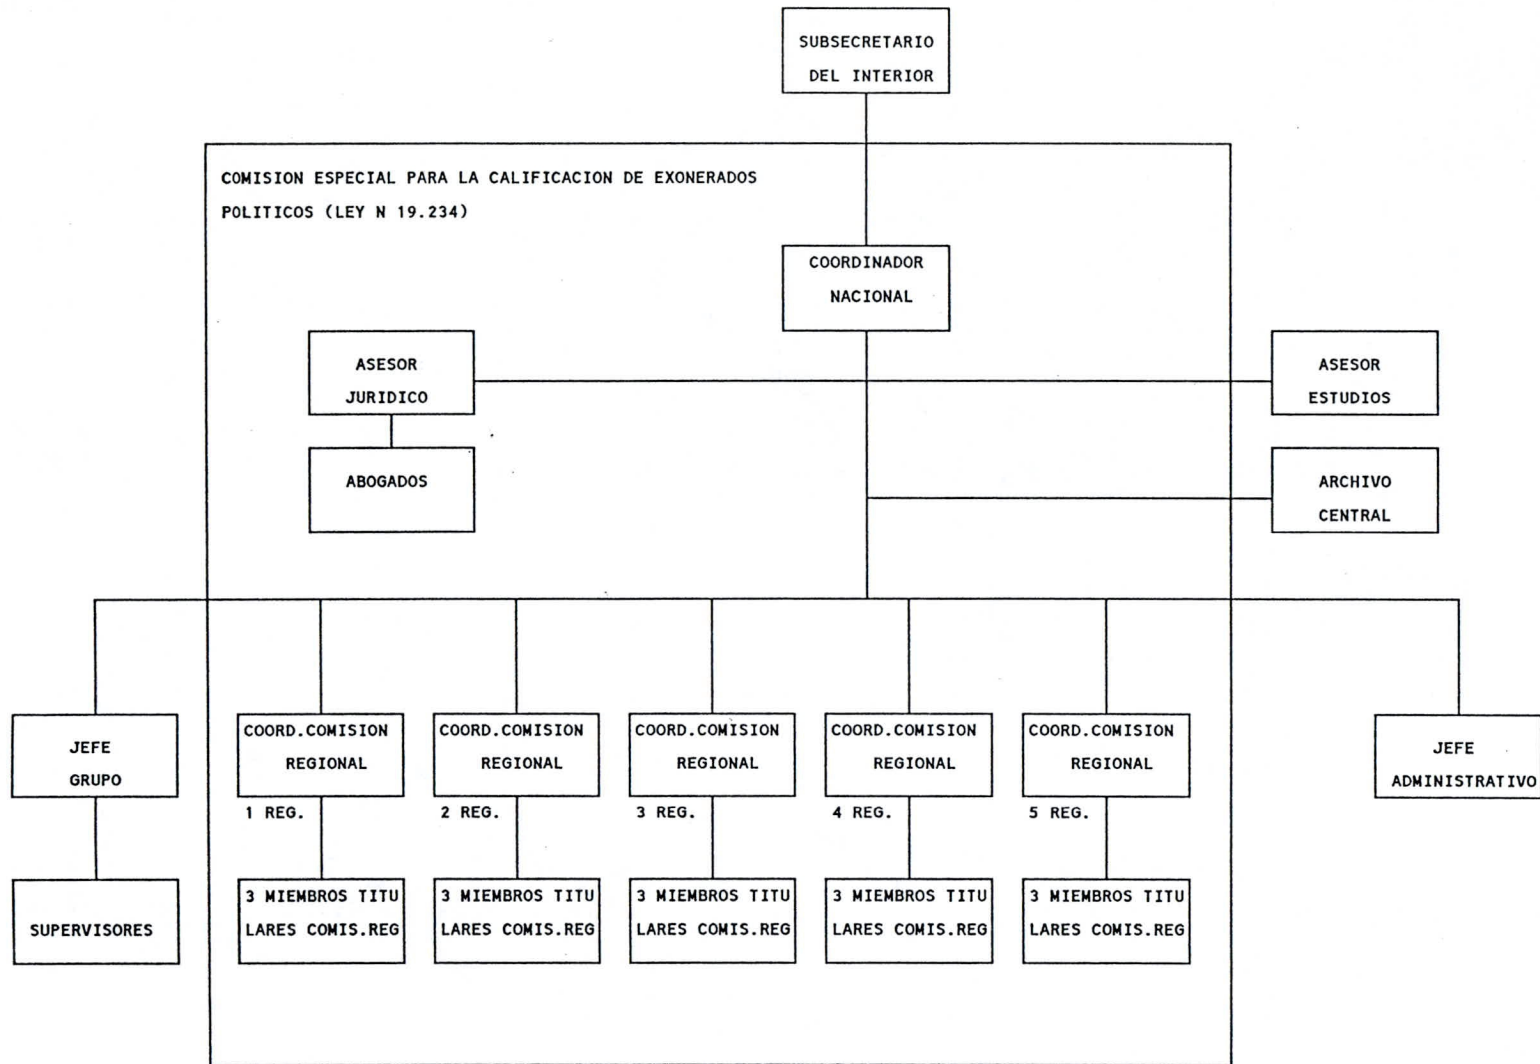 SUBSECRETARIO
DEL INTERIOR
COMISION ESPECIAL PARA LA CALIFICACION DE EXONERADOS
POLITICOS (LEY N 19.234)
COORDINADOR
NACIONAL
ASESOR
JURIDICO
ASESOR
ESTUDIOS
ABOGADOS
ARCHIVO
CENTRAL
JEFE
GRUPO
COORD.COMISION
REGIONAL
1 REG.
COORD.COMISION
REGIONAL
2 REG.
COORD.COMISION
REGIONAL
3 REG.
COORD.COMISION
REGIONAL
4 REG.
COORD.COMISION
REGIONAL
5 REG.
JEFE
ADMINISTRATIVO
SUPERVISORES
3 MIEMBROS TITU
LARES COMIS.REG
3 MIEMBROS TITU
LARES COMIS.REG
3 MIEMBROS TITU
LARES COMIS.REG
3 MIEMBROS TITU
LARES COMIS.REG
3 MIEMBROS TITU
LARES COMIS.REG